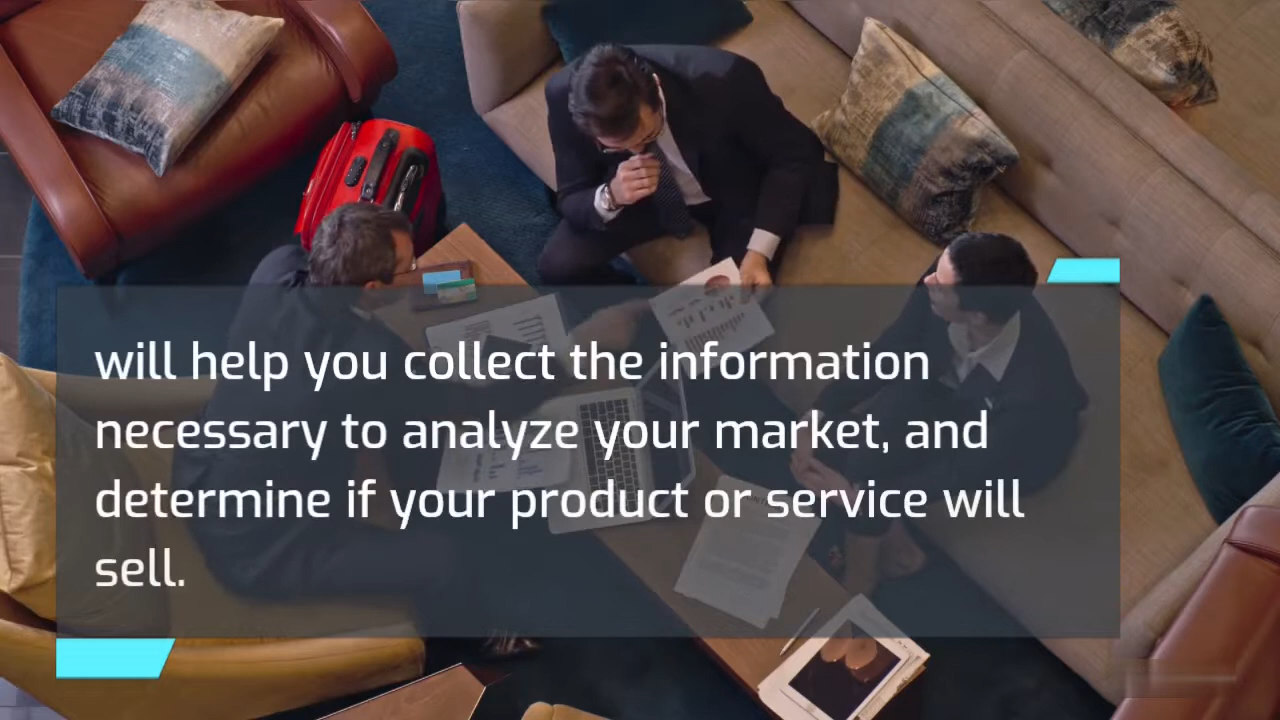 will help you collect the information
necessary to analyze your market, and
determine if your product or service will
sell.